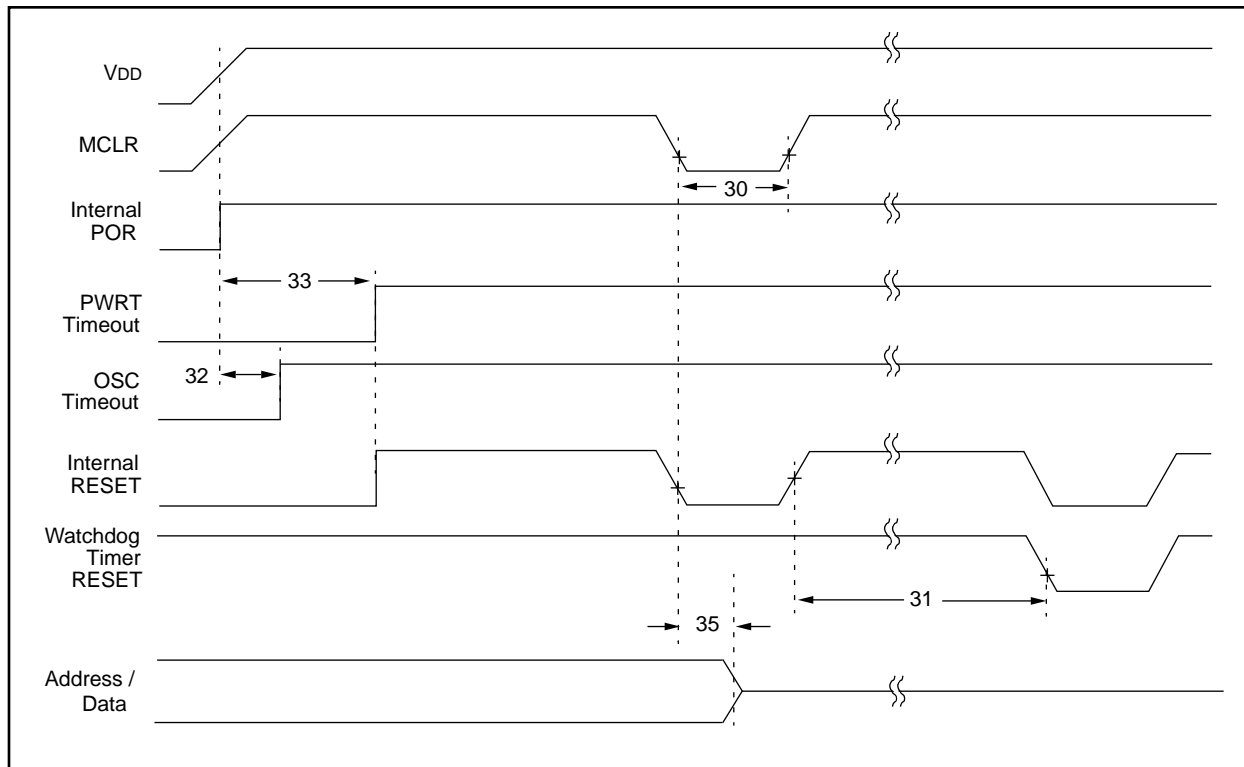 VDD
MCLR
30
Internal
POR
33
PWRT
Timeout
32
OSC
Timeout
Internal
RESET
Watchdog
Timer
RESET
31
35
Address /
Data